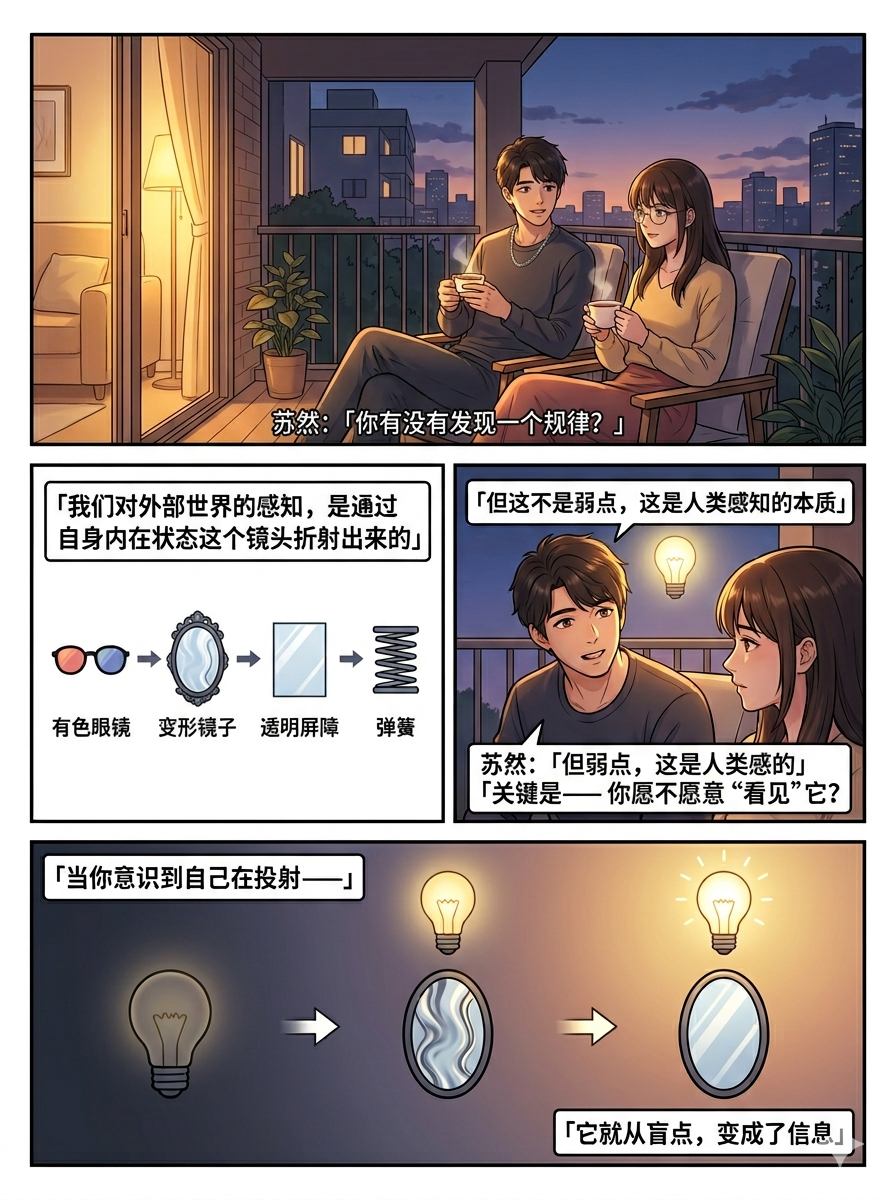 苏然：「你有没有发现一个规律？」
「我们对外部世界的感知，是通过
自身内在状态这个镜头折射出来的」
有色眼镜
变形镜子
透明屏障
弹簧
「但这不是弱点，这是人类感知的本质」
苏然：「但弱点，这是人类感的」
「关键是—— 你愿不愿意“看见”它？
「当你意识到自己在投射——」
「它就从盲点，变成了信息」